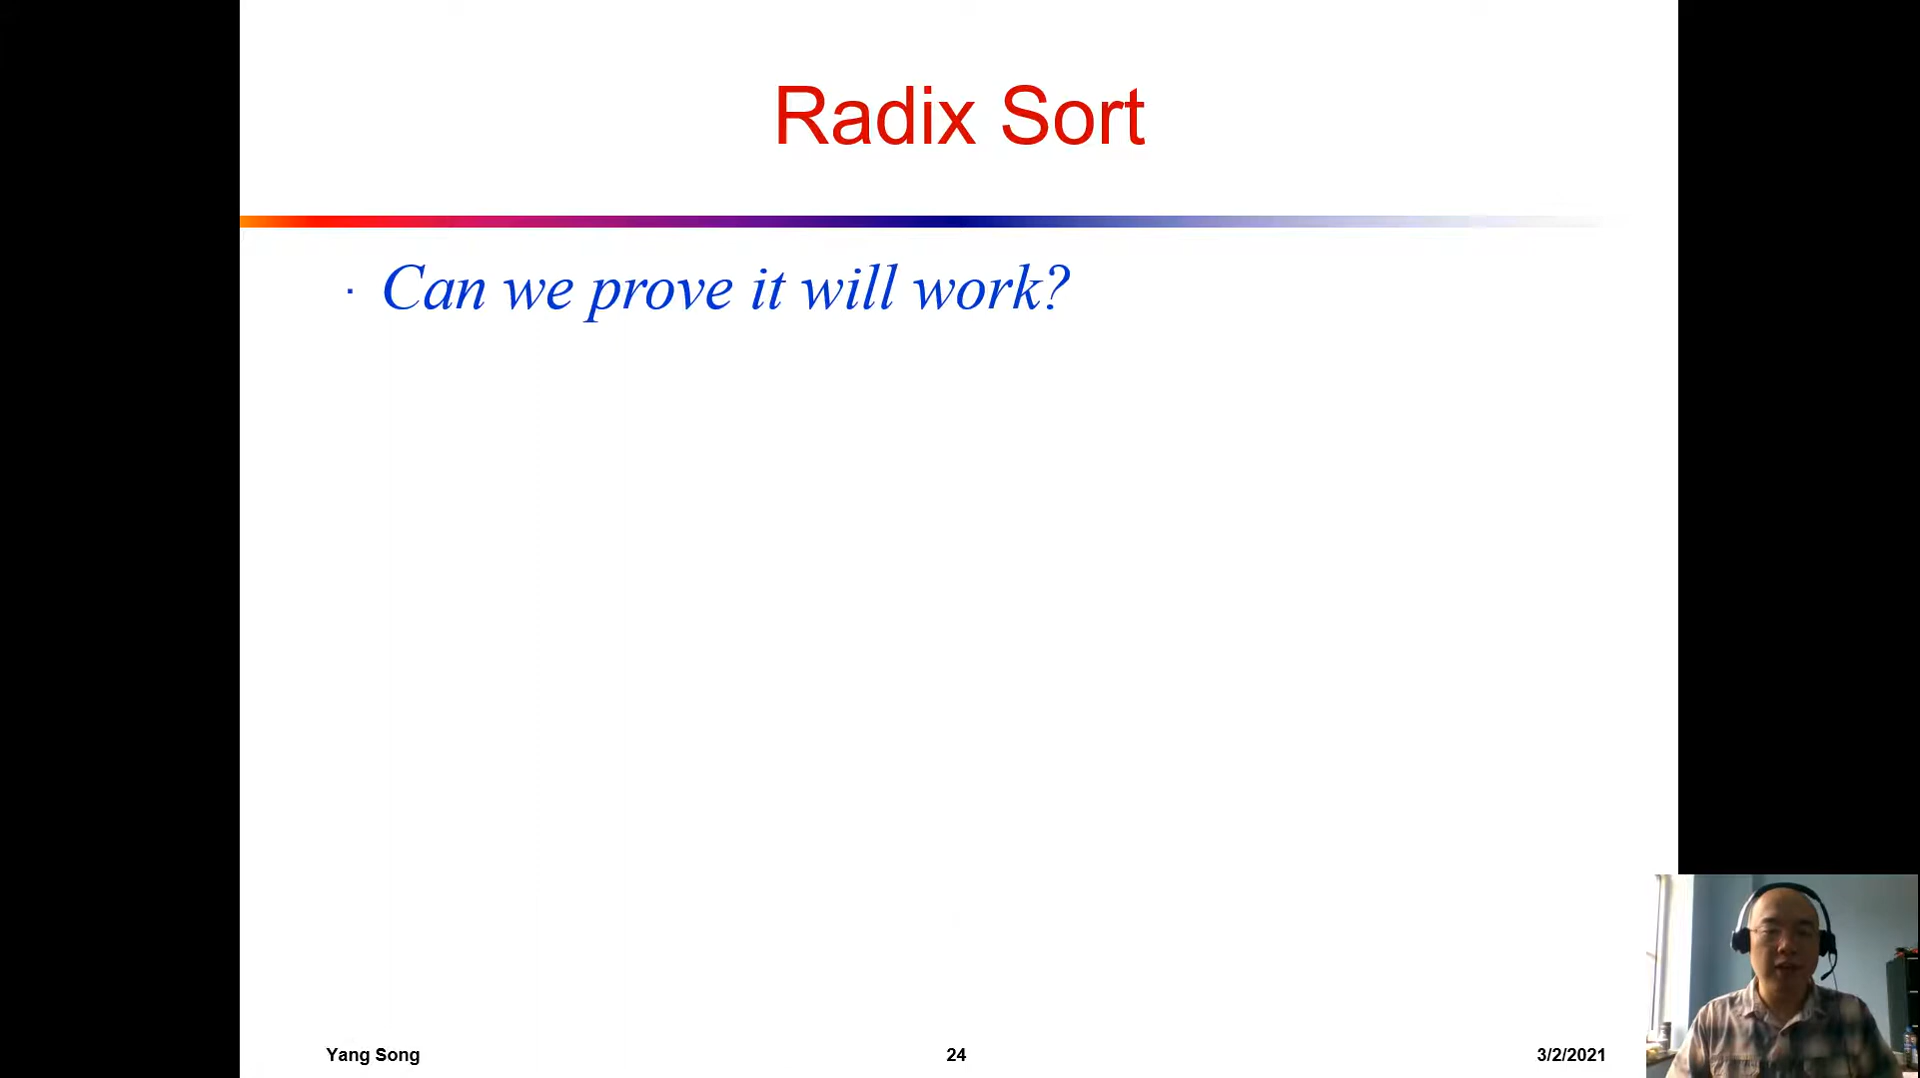 Radix Sort
· Can we prove it will work?
Yang Song
24
3/2/2021